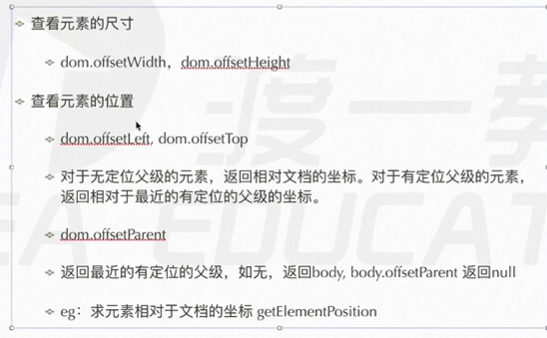 查看元素的尺寸
dom.offsetWidth，dom.offsetHeight
查看元素的位置
dom.offsetLeft, dom.offsetTop
对于无定位父级的元素，返回相对文档的坐标。对于有定位父级的元素，
返回相对于最近的有定位的父级的坐标。
dom.offsetParent
返回最近的有定位的父级，如无，返回body, body.offsetParent 返回null
eg：求元素相对于文档的坐标 getElementPosition
渡一教
EA EDUCAT